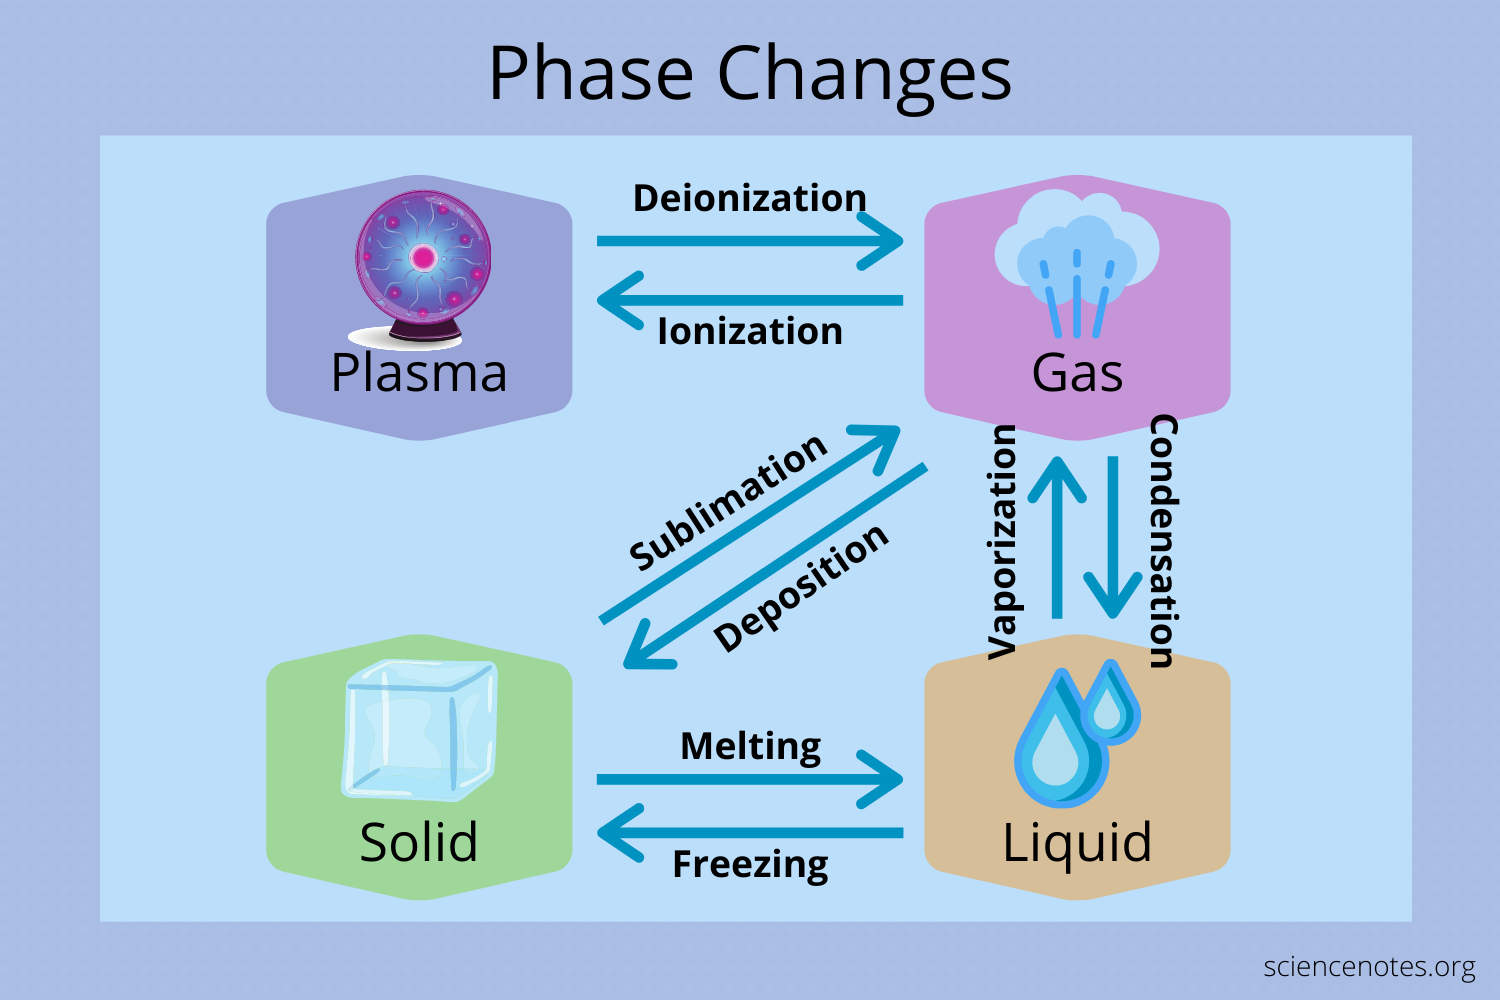 Phase Changes
Deionization
Ionization
Plasma
Gas
Sublimation
Deposition
Vaporization
Condensation
Melting
Freezing
Solid
Liquid
sciencenotes.org